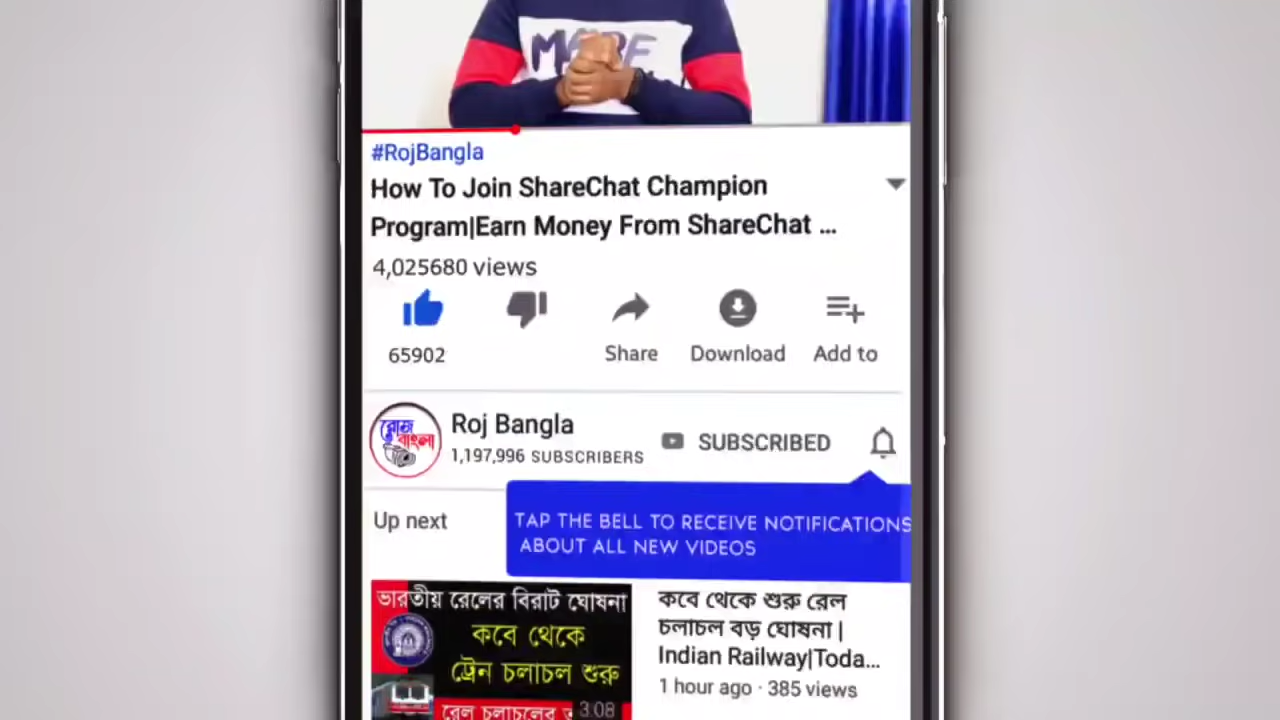 #RojBangla
How To Join ShareChat Champion
Program|Earn Money From ShareChat ...
4,025680 views
65902
Share
Download
Add to
রোজ
বাংলা
Roj Bangla
1,197,996 SUBSCRIBERS
SUBSCRIBED
Up next
TAP THE BELL TO RECEIVE NOTIFICATIONS
ABOUT ALL NEW VIDEOS
ভারতীয় রেলের বিরাট ঘোষনা
কবে থেকে
ট্রেন চলাচল শুরু
3:08
কবে থেকে শুরু রেল
চলাচল বড় ঘোষনা |
Indian Railway|Toda...
1 hour ago · 385 views